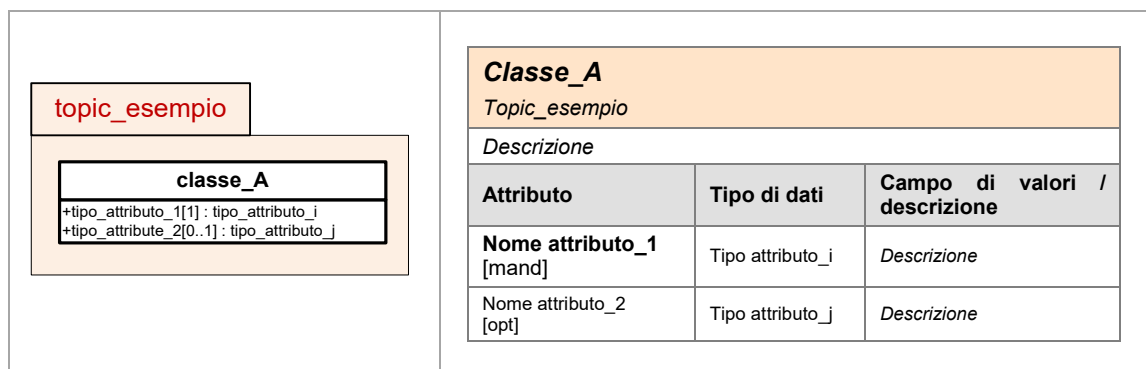 topic_esempio
classe_A
+tipo_attributo_1[1] : tipo_attributo_i
+tipo_attribute_2[0..1] : tipo_attributo_j
Classe_A
Topic_esempio
Descrizione
Attributo
Tipo di dati
Campo di valori /
descrizione
Nome attributo_1
[mand]
Tipo attributo_i
Descrizione
Nome attributo_2
[opt]
Tipo attributo_j
Descrizione